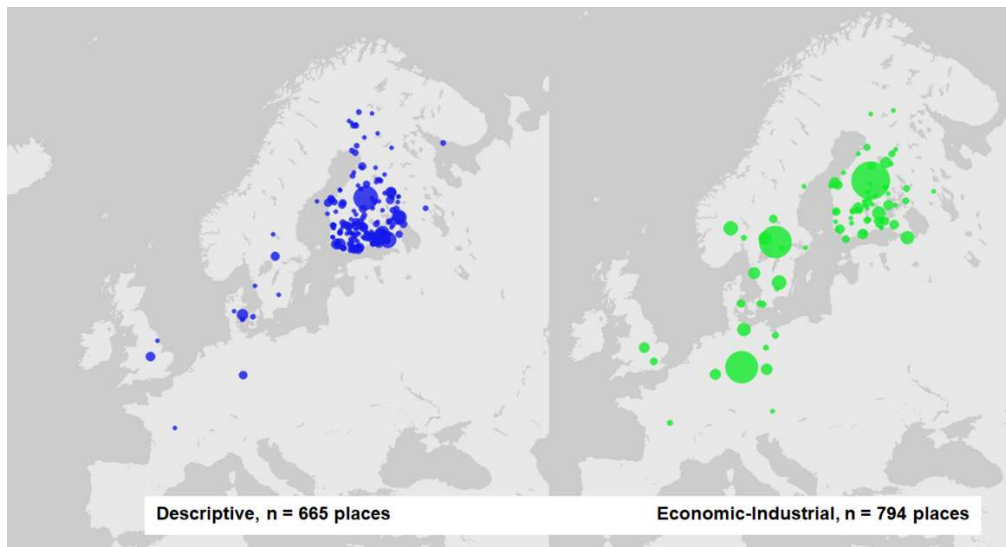 Descriptive, n = 665 places
Economic-Industrial, n = 794 places